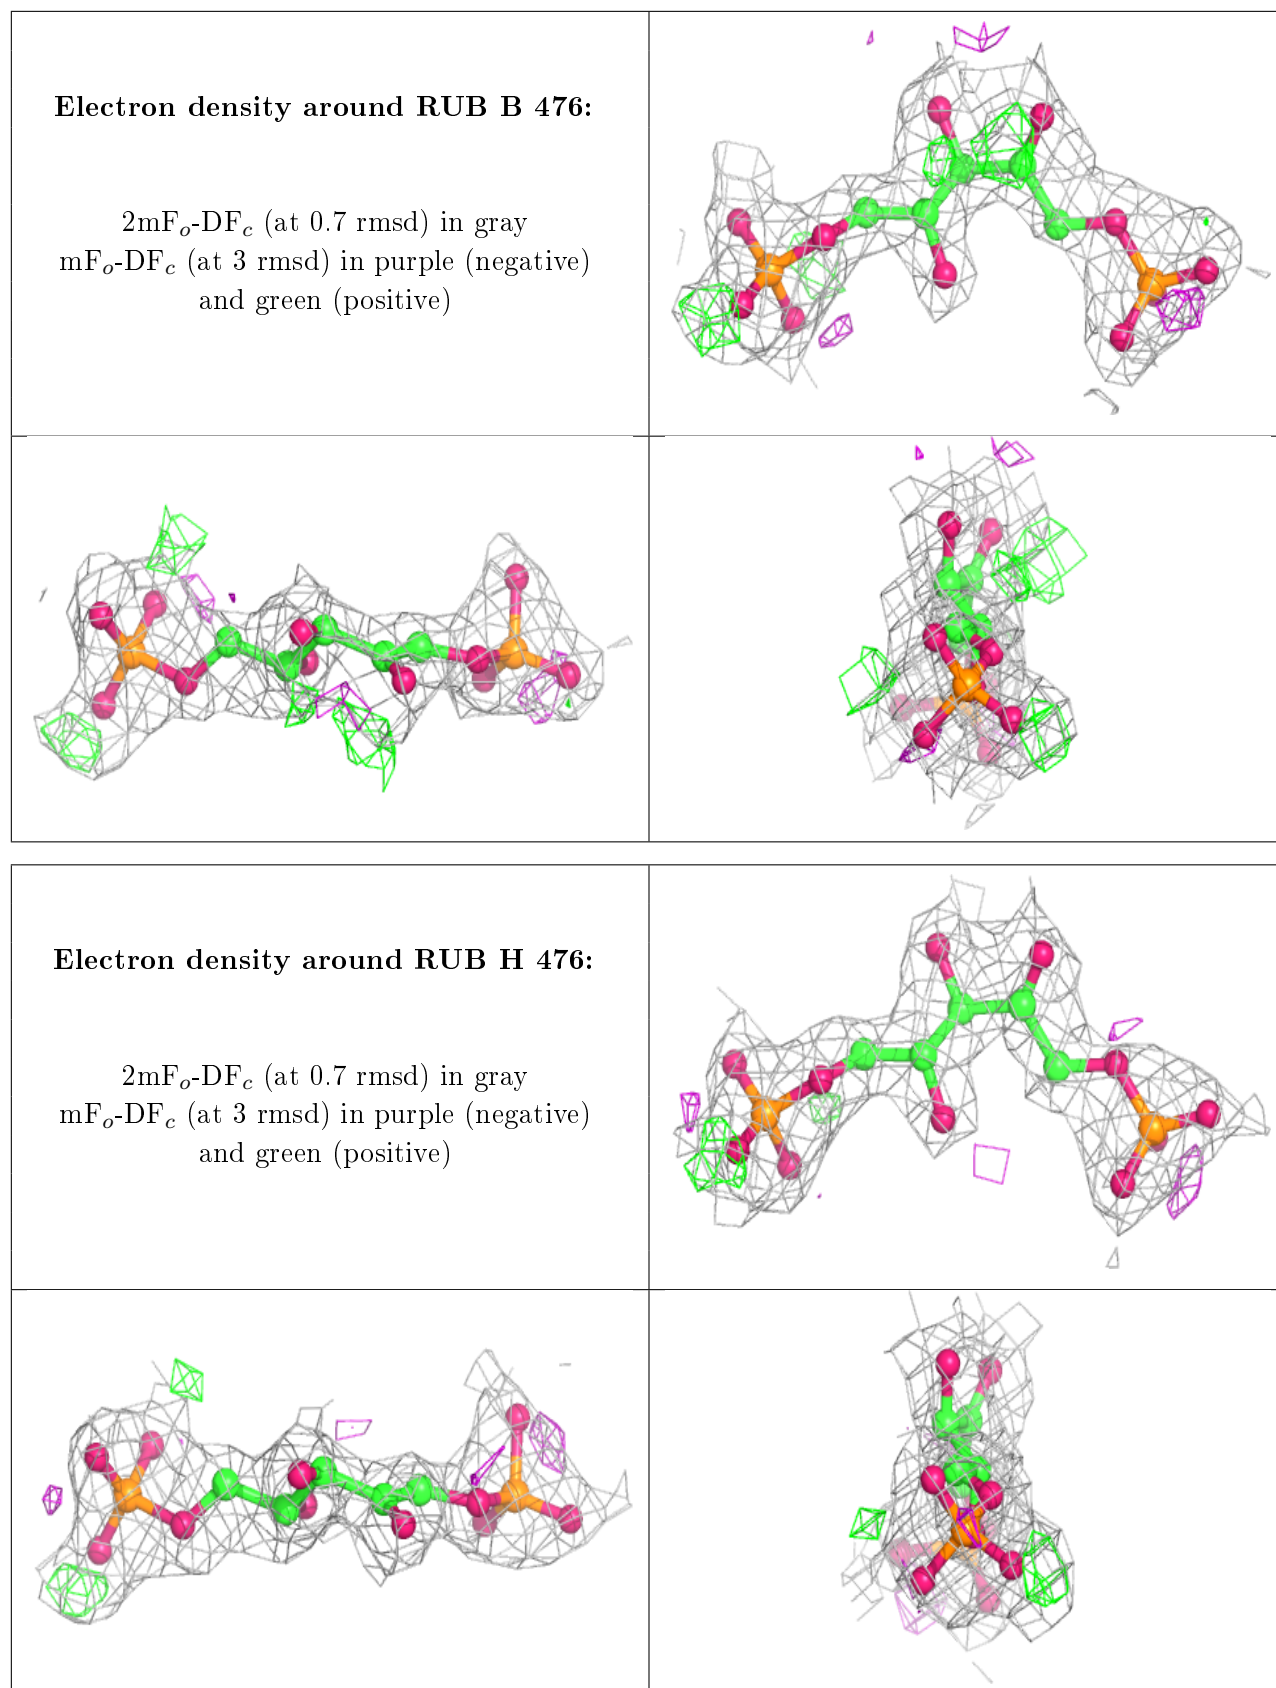 Electron density around RUB B 476:
2mFo-DFc (at 0.7 rmsd) in gray
mFo-DFc (at 3 rmsd) in purple (negative)
and green (positive)
Electron density around RUB H 476:
2mFo-DFc (at 0.7 rmsd) in gray
mFo-DFc (at 3 rmsd) in purple (negative)
and green (positive)